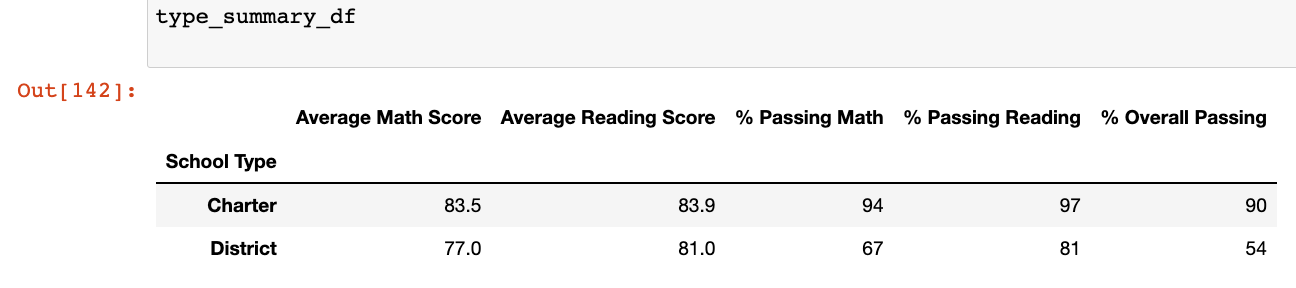 type_summary_df
Out[142]:
Average Math Score Average Reading Score % Passing Math % Passing Reading % Overall Passing
School Type
Charter 83.5 83.9 94 97 90
District 77.0 81.0 67 81 54